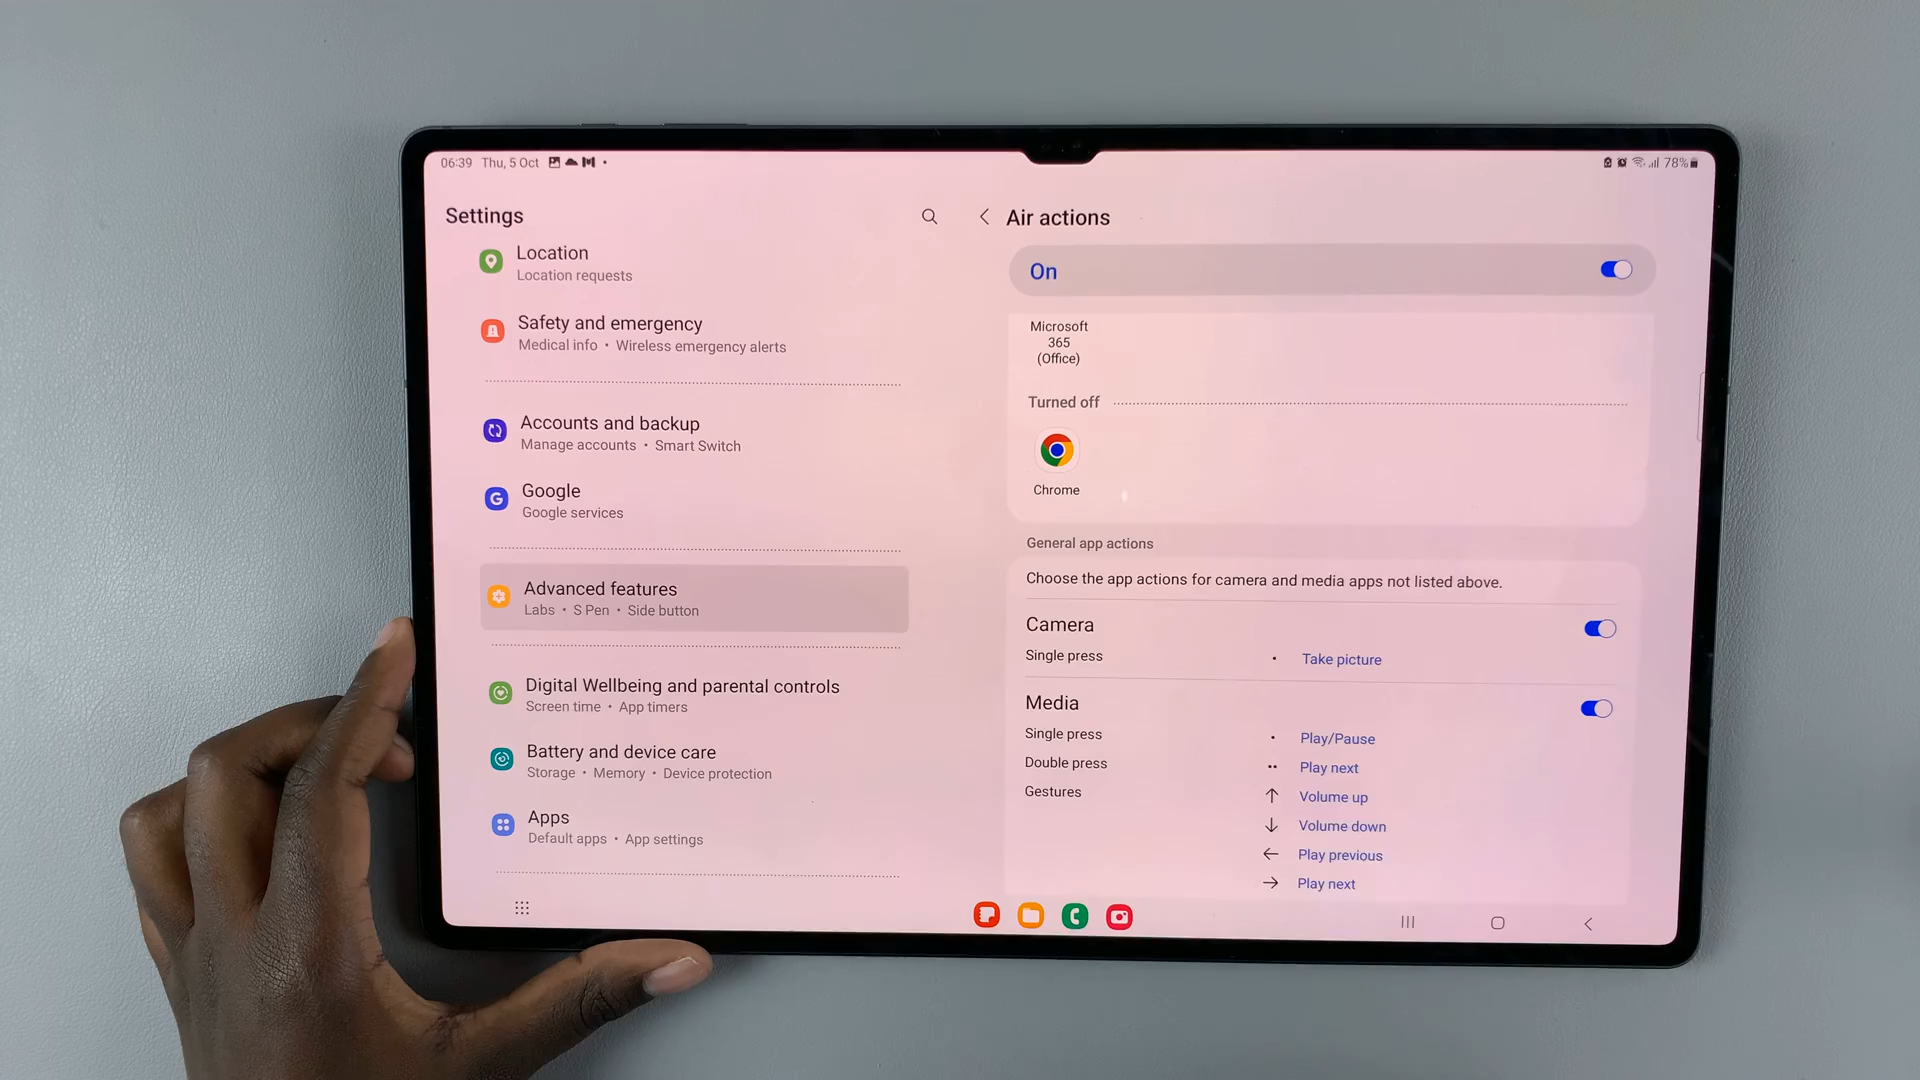 06:39 Thu, 5 Oct
78%
Settings
Location
Location requests
Safety and emergency
Medical info • Wireless emergency alerts
Accounts and backup
Manage accounts • Smart Switch
Google
Google services
Advanced features
Labs • S Pen • Side button
Digital Wellbeing and parental controls
Screen time • App timers
Battery and device care
Storage • Memory • Device protection
Apps
Default apps • App settings
Air actions
On
Microsoft
365
(Office)
Turned off
Chrome
General app actions
Choose the app actions for camera and media apps not listed above.
Camera
Single press • Take picture
Media
Single press • Play/Pause
Double press •• Play next
Gestures ↑ Volume up
↓ Volume down
← Play previous
→ Play next